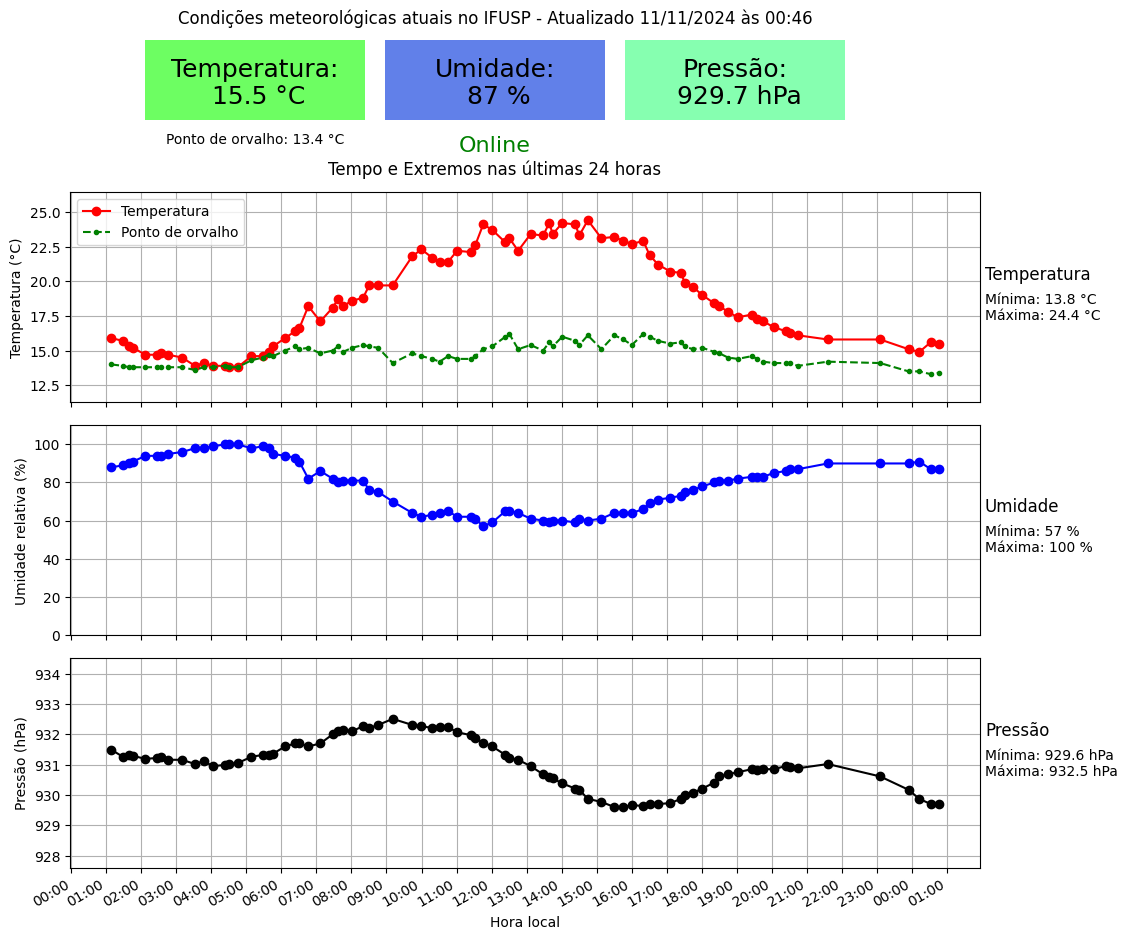 Condições meteorológicas atuais no IFUSP - Atualizado 11/11/2024 às 00:46
Temperatura:
15.5 °C
Umidade:
87 %
Pressão:
929.7 hPa
Ponto de orvalho: 13.4 °C
Online
Tempo e Extremos nas últimas 24 horas
Temperatura (°C)
25.0
22.5
20.0
17.5
15.0
12.5
Temperatura
Ponto de orvalho
Temperatura
Mínima: 13.8 °C
Máxima: 24.4 °C
Umidade relativa (%)
100
80
60
40
20
0
Umidade
Mínima: 57 %
Máxima: 100 %
Pressão (hPa)
934
933
932
931
930
929
928
Pressão
Mínima: 929.6 hPa
Máxima: 932.5 hPa
00:00 01:00 02:00 03:00 04:00 05:00 06:00 07:00 08:00 09:00 10:00 11:00 12:00 13:00 14:00 15:00 16:00 17:00 18:00 19:00 20:00 21:00 22:00 23:00 00:00 01:00
Hora local